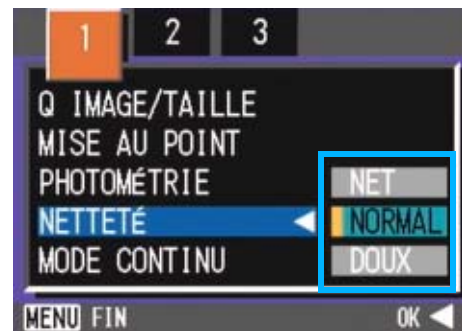 1 2 3
Q IMAGE/TAILLE
MISE AU POINT
PHOTOMÉTRIE NET
NETTETÉ NORMAL
MODE CONTINU DOUX
MENU FIN OK